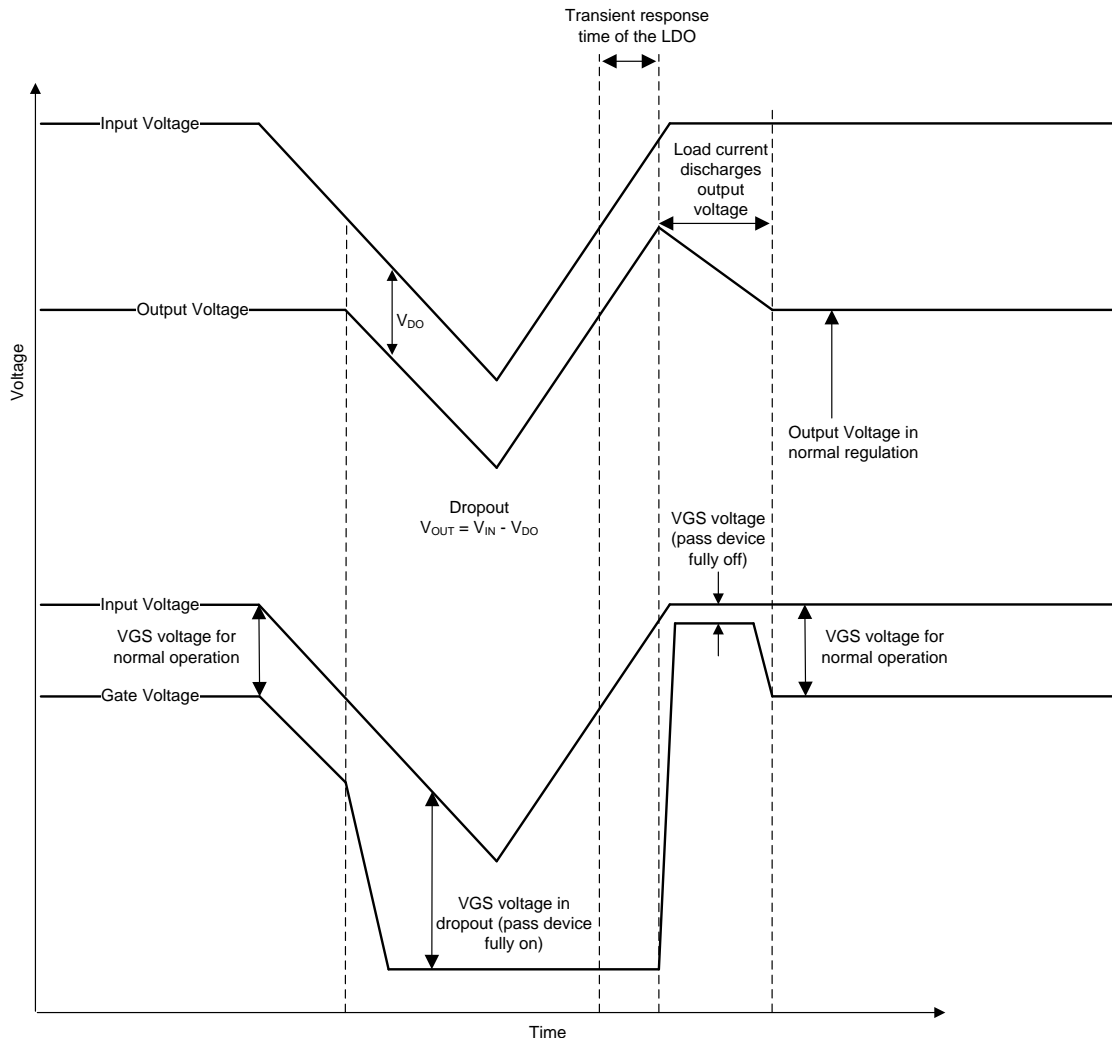 Transient response
time of the LDO
Input Voltage
Load current
discharges
output
voltage
Output Voltage
V_DO
Voltage
Output Voltage in
normal regulation
Dropout
V_OUT = V_IN - V_DO
VGS voltage
(pass device
fully off)
Input Voltage
VGS voltage for
normal operation
VGS voltage for
normal operation
Gate Voltage
VGS voltage in
dropout (pass device
fully on)
Time